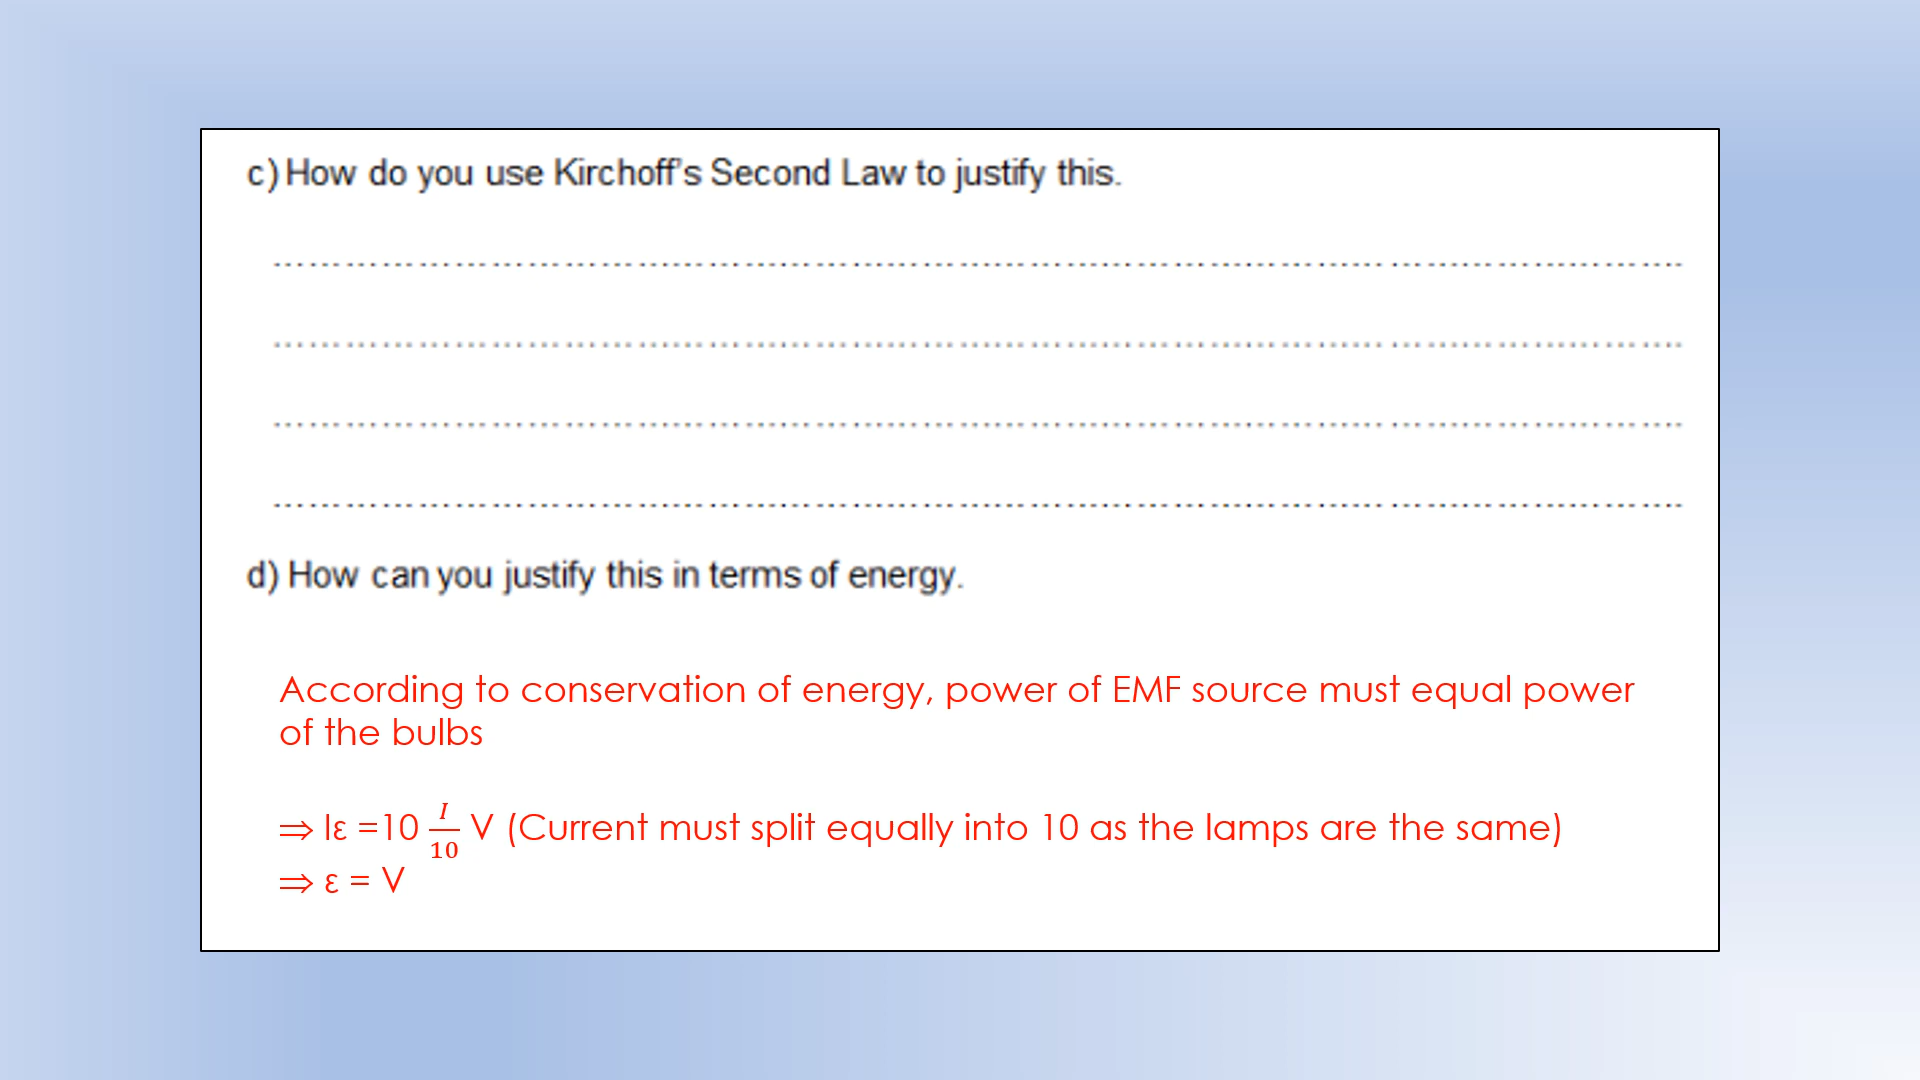 c) How do you use Kirchoff's Second Law to justify this.
d) How can you justify this in terms of energy.
According to conservation of energy, power of EMF source must equal power
of the bulbs
⇒ Iε =10 I/10 V (Current must split equally into 10 as the lamps are the same)
⇒ ε = V